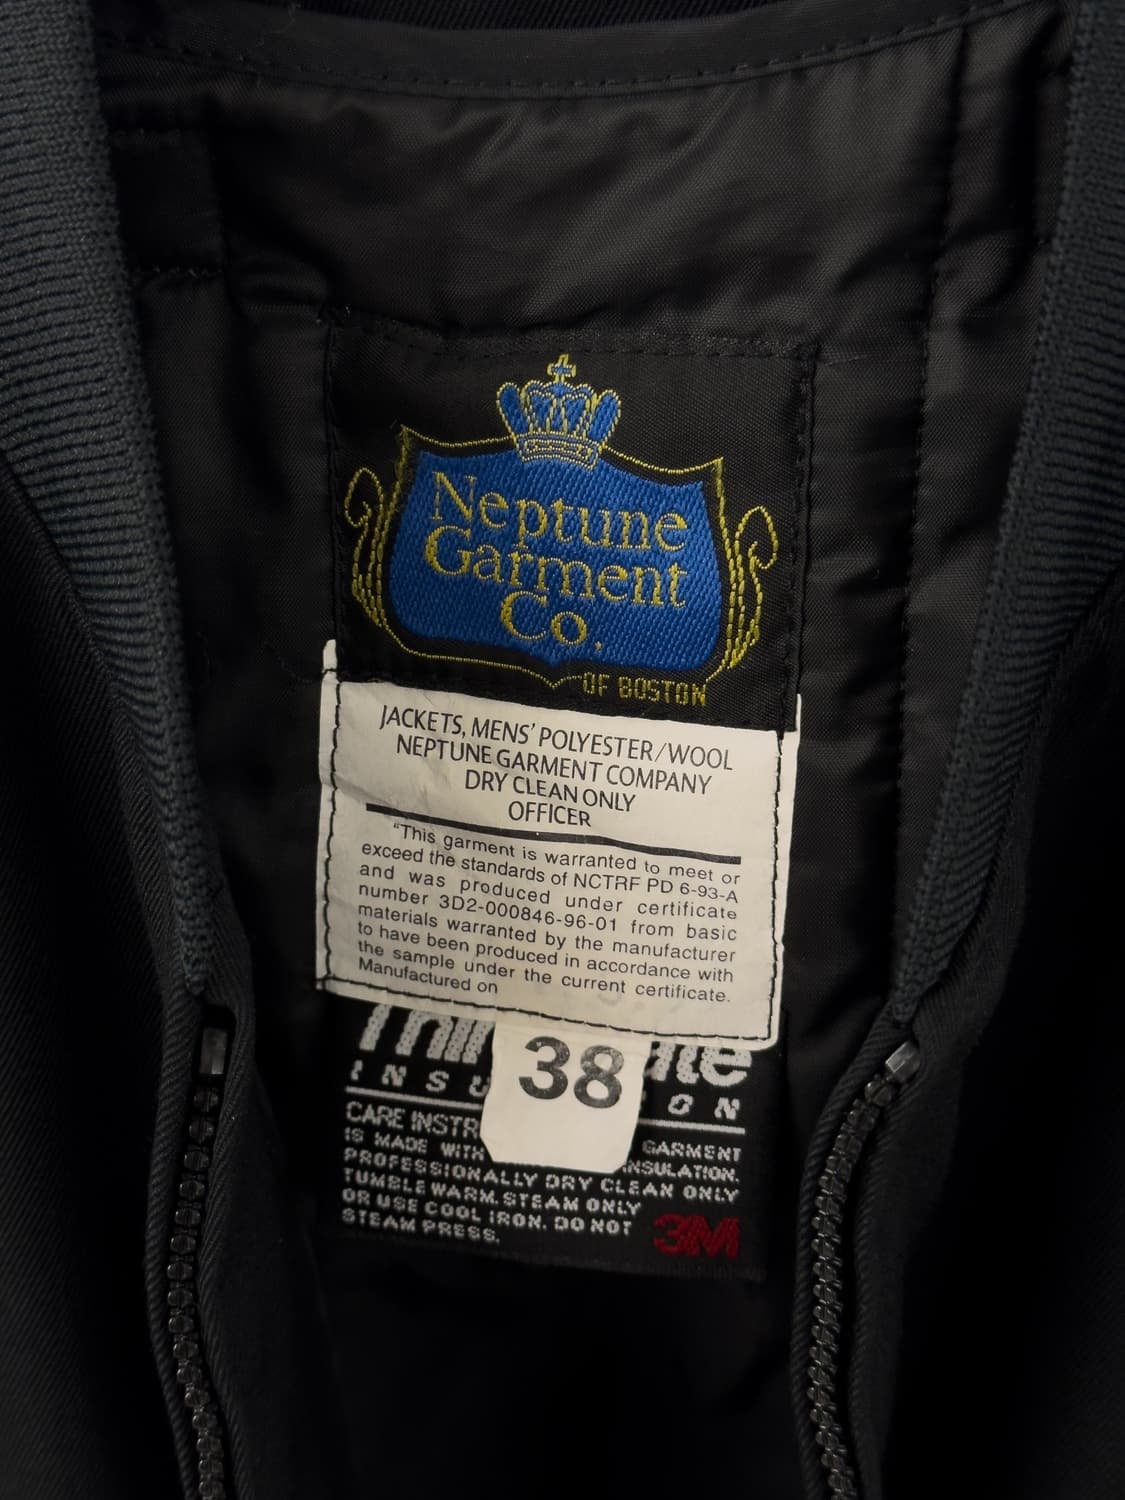 Neptune
Garment
Co.
OF BOSTON
JACKETS, MENS' POLYESTER/WOOL
NEPTUNE GARMENT COMPANY
DRY CLEAN ONLY
OFFICER
"This garment is warranted to meet or
exceed the standards of NCTRF PD 6-93-A
and was produced under certificate
number 3D2-000846-96-01 from basic
materials warranted by the manufacturer
to have been produced in accordance with
the sample under the current certificate.
Manufactured on
38
CARE INSTR
GARMENT
IS MADE WITH
INSULATION.
PROFESSIONALLY DRY CLEAN ONLY
TUMBLE WARM. STEAM ONLY
OR USE COOL IRON. DO NOT
STEAM PRESS.
3M